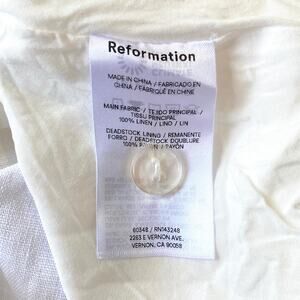 Reformation
MADE IN CHINA / FABRICADO EN
CHINA / FABRIQUÉ EN CHINE
MAIN FABRIC / TEJIDO PRINCIPAL /
TISSU PRINCIPAL
100% LINEN / LINO / LIN
DEADSTOCK LINING / REMANENTE
FORRO / DEADSTOCK DOUBLURE
100% / RAYÓN
60348 / RN143248
2263 E VERNON AVE.
VERNON, CA 90058